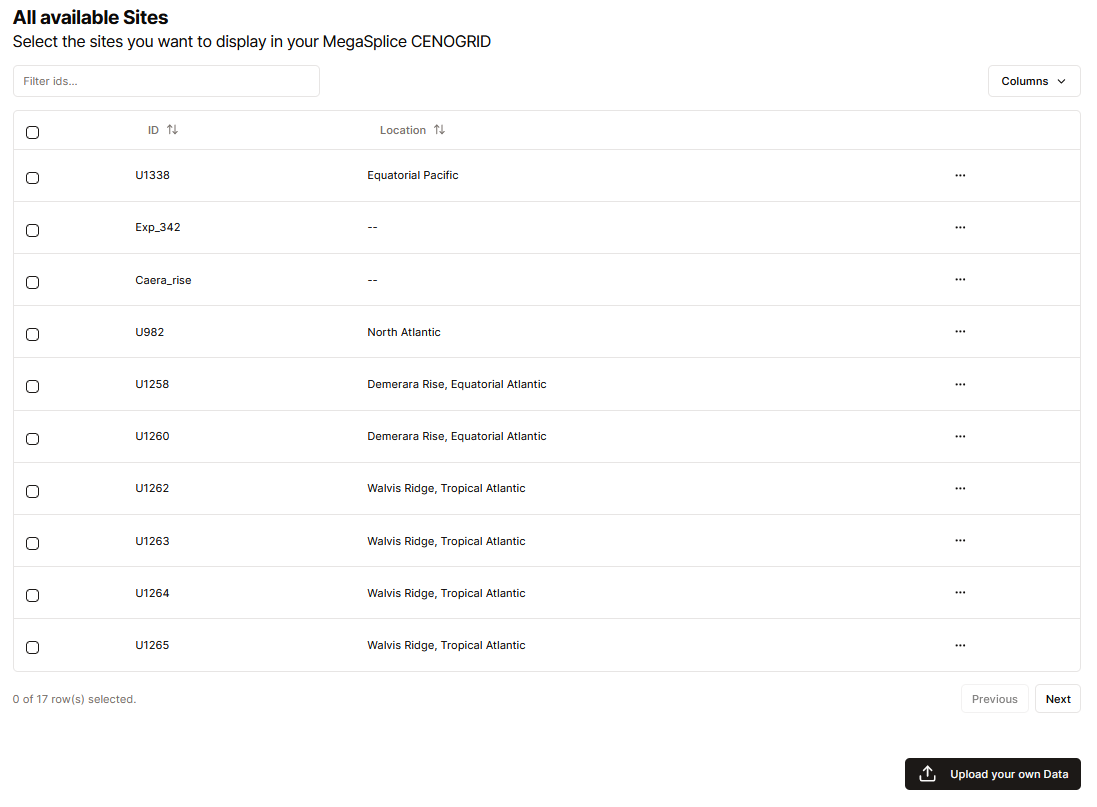 All available Sites
Select the sites you want to display in your MegaSplice CENOGRID
Filter ids...
Columns
ID Location
U1338 Equatorial Pacific ...
Exp_342 -- ...
Caera_rise -- ...
U982 North Atlantic ...
U1258 Demerara Rise, Equatorial Atlantic ...
U1260 Demerara Rise, Equatorial Atlantic ...
U1262 Walvis Ridge, Tropical Atlantic ...
U1263 Walvis Ridge, Tropical Atlantic ...
U1264 Walvis Ridge, Tropical Atlantic ...
U1265 Walvis Ridge, Tropical Atlantic ...
0 of 17 row(s) selected.
Previous Next
Upload your own Data